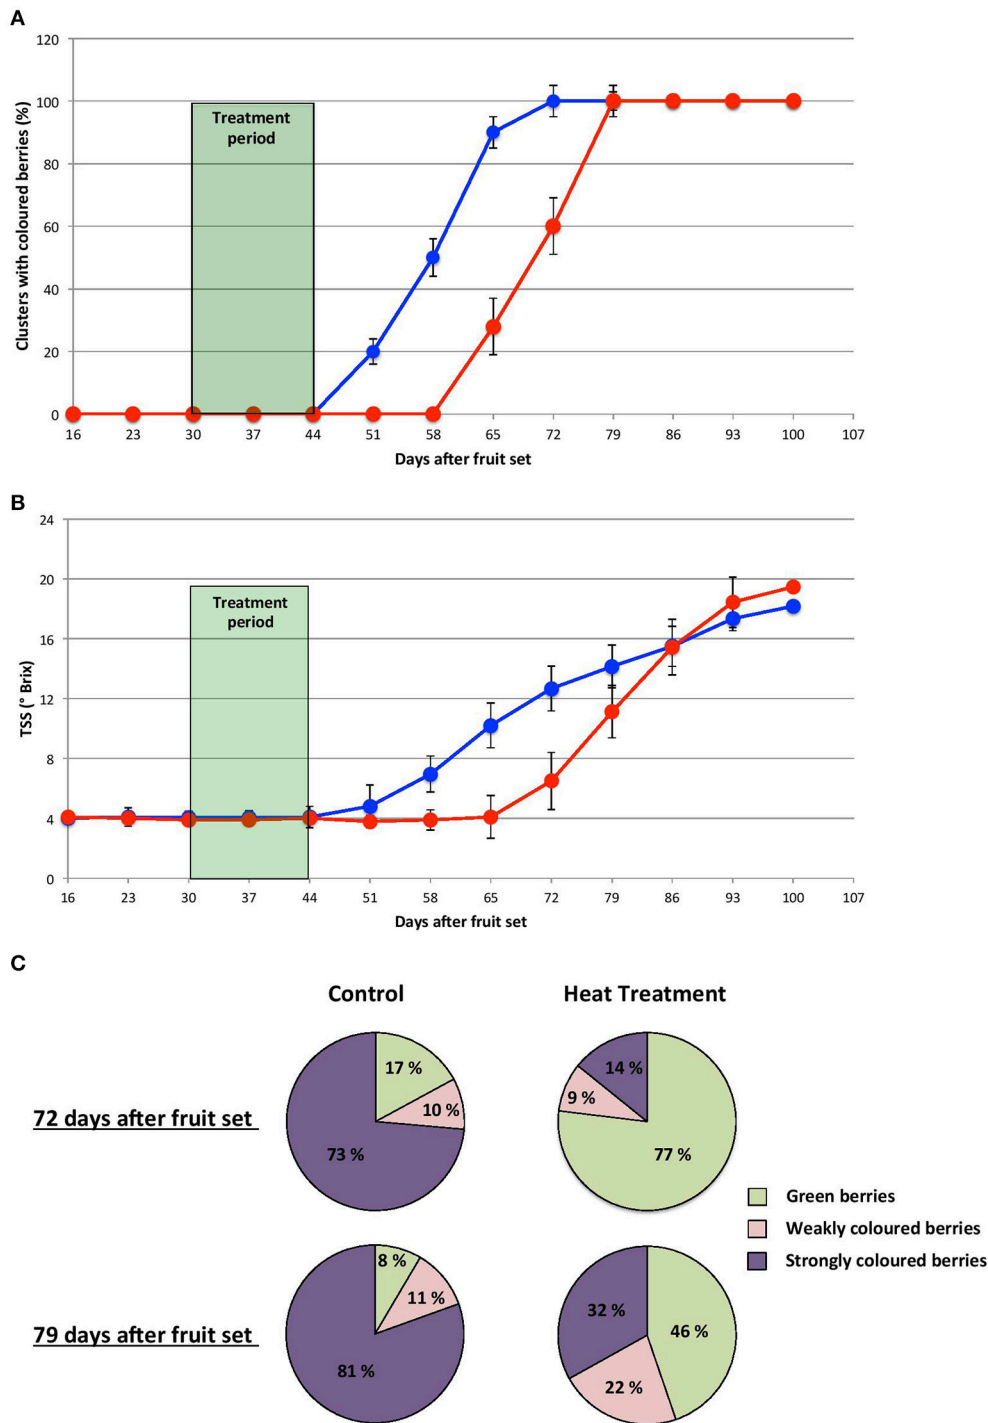 A
120
100
80
60
40
20
0
Clusters with coloured berries (%)
Treatment
period
16 23 30 37 44 51 58 65 72 79 86 93 100 107
Days after fruit set
B
24
20
16
12
8
4
0
TSS (° Brix)
Treatment
period
16 23 30 37 44 51 58 65 72 79 86 93 100 107
Days after fruit set
C
Control Heat Treatment
72 days after fruit set
17 %
10 %
73 %
14 %
9 %
77 %
Green berries
Weakly coloured berries
Strongly coloured berries
79 days after fruit set
8 %
11 %
81 %
32 %
46 %
22 %